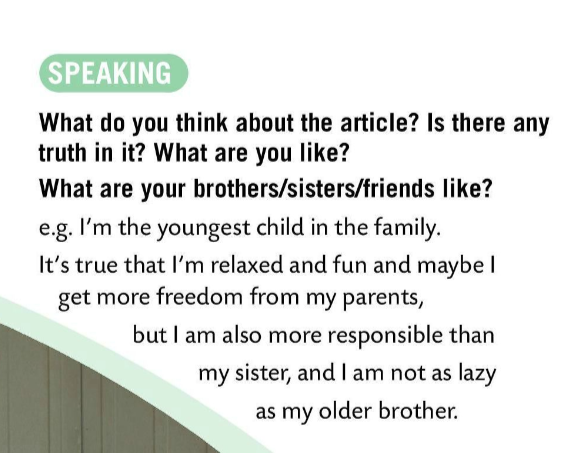 SPEAKING
What do you think about the article? Is there any
truth in it? What are you like?
What are your brothers/sisters/friends like?
e.g. I’m the youngest child in the family.
It’s true that I’m relaxed and fun and maybe I
get more freedom from my parents,
but I am also more responsible than
my sister, and I am not as lazy
as my older brother.